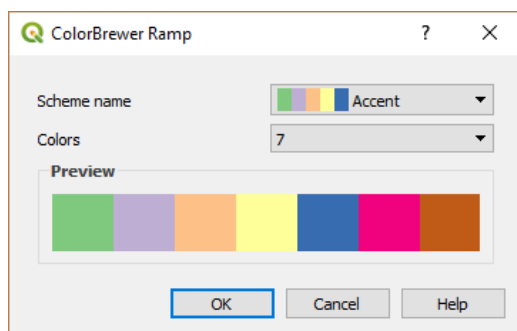 ColorBrewer Ramp ?
Scheme name Accent
Colors 7
Preview
OK Cancel Help